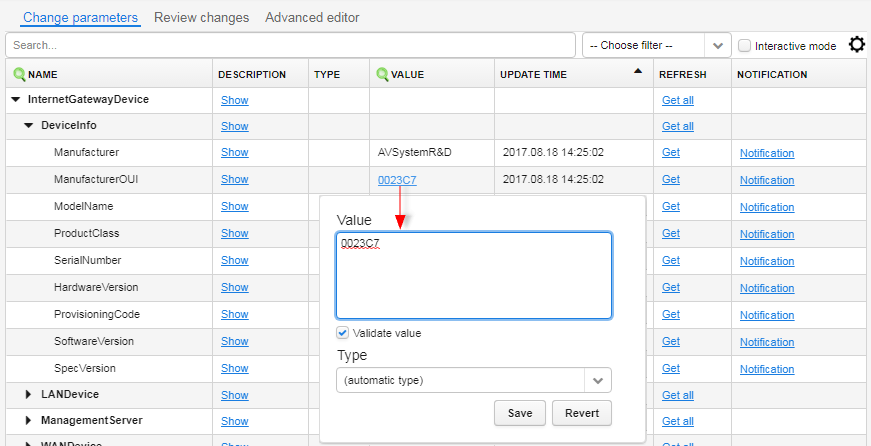 Change parameters Review changes Advanced editor
Search... -- Choose filter -- Interactive mode
NAME DESCRIPTION TYPE VALUE UPDATE TIME REFRESH NOTIFICATION
InternetGatewayDevice Show Get all
DeviceInfo Show Get all
Manufacturer Show AVSystemR&D 2017.08.18 14:25:02 Get Notification
ManufacturerOUI Show 0023C7 2017.08.18 14:25:02 Get Notification
ModelName Show Get Notification
Value
ProductClass Show Get Notification
0023C7
SerialNumber Show Get Notification
HardwareVersion Show Get Notification
ProvisioningCode Show Get Notification
Validate value
SoftwareVersion Show Get Notification
Type
SpecVersion Show Get Notification
(automatic type)
LANDevice Show Get all
Save Revert
ManagementServer Show Get all
WANDevice Show Get all